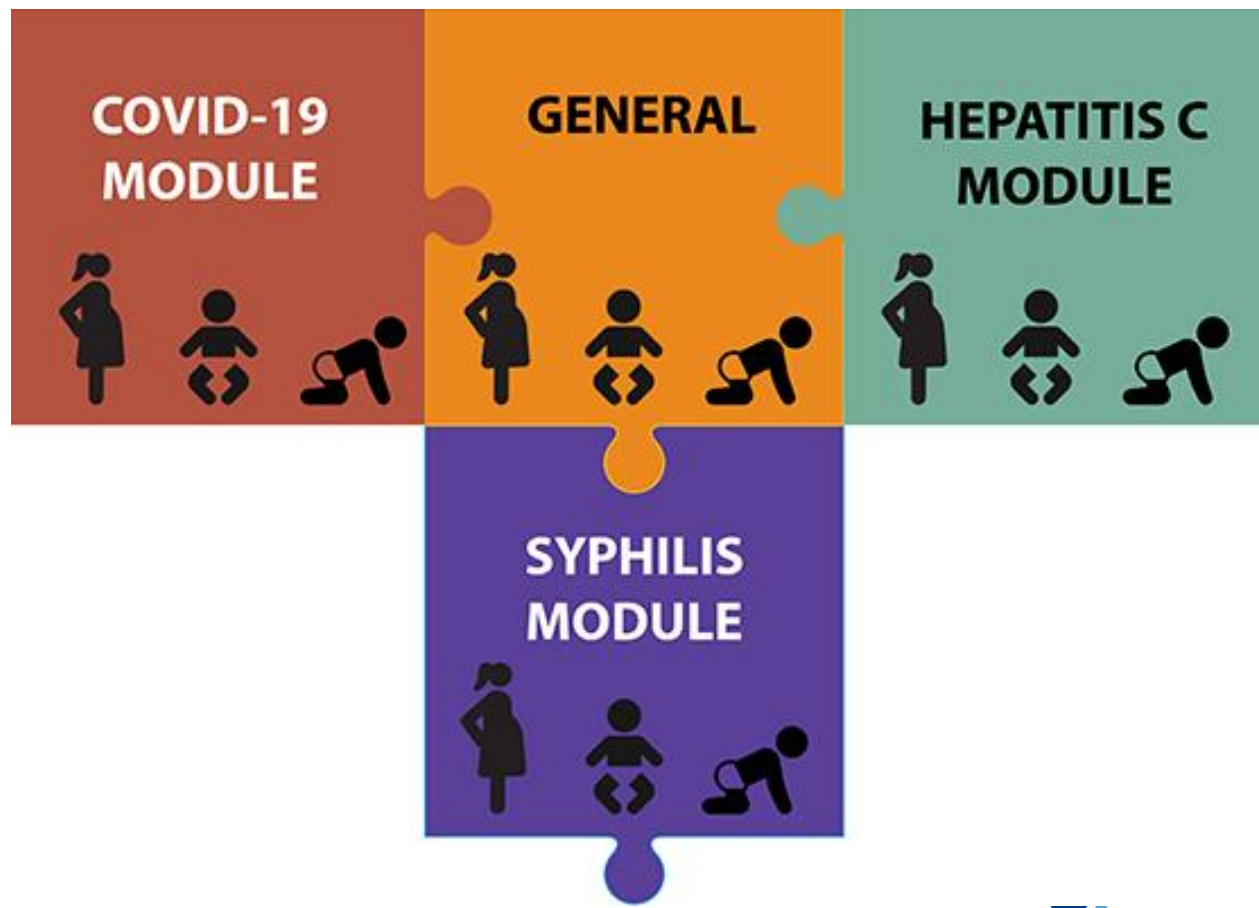 COVID-19
MODULE
GENERAL
HEPATITIS C
MODULE
SYPHILIS
MODULE